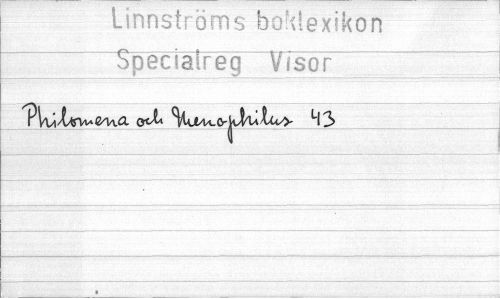 Linnströms boklexikon
Specialreg Visor
Philomena och Menophilus 43